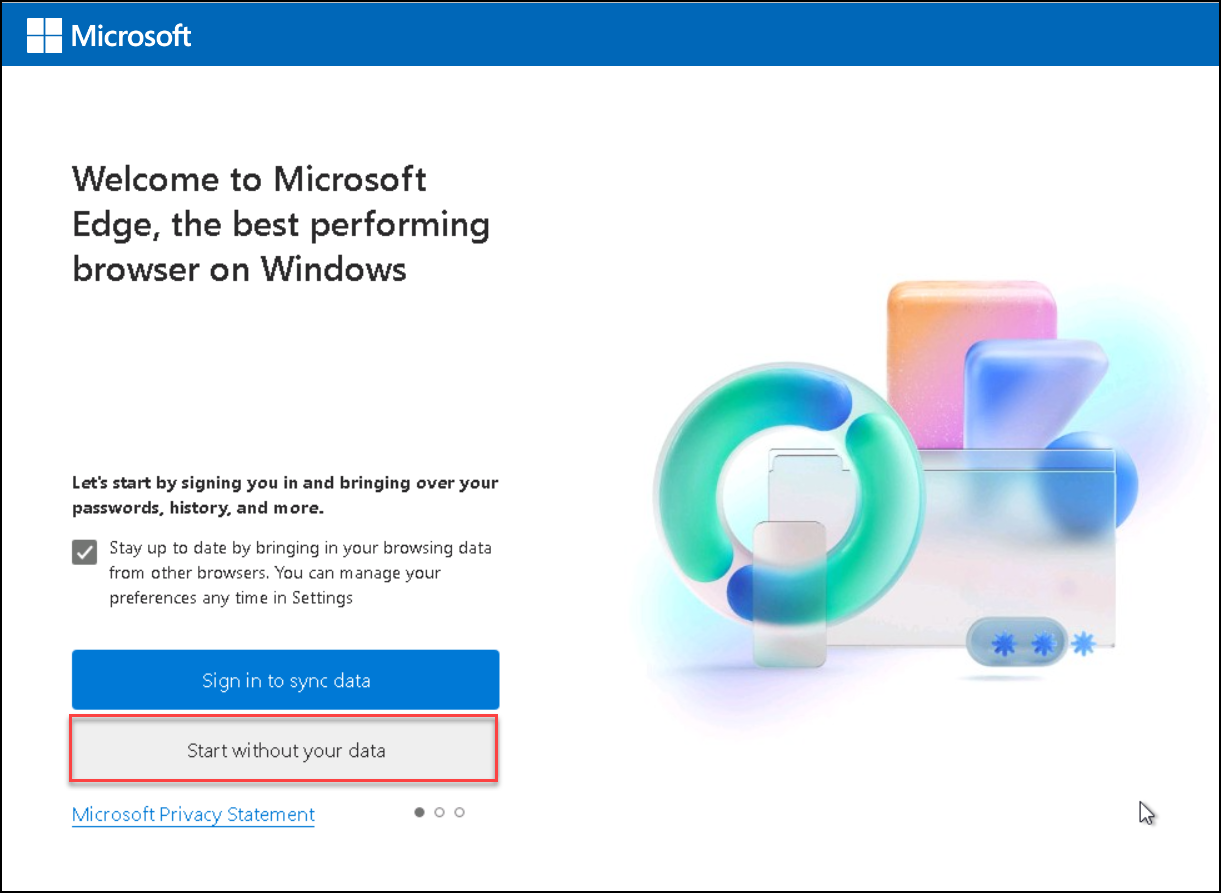 Microsoft
Welcome to Microsoft
Edge, the best performing
browser on Windows
Let's start by signing you in and bringing over your
passwords, history, and more.
Stay up to date by bringing in your browsing data
from other browsers. You can manage your
preferences any time in Settings
Sign in to sync data
Start without your data
Microsoft Privacy Statement